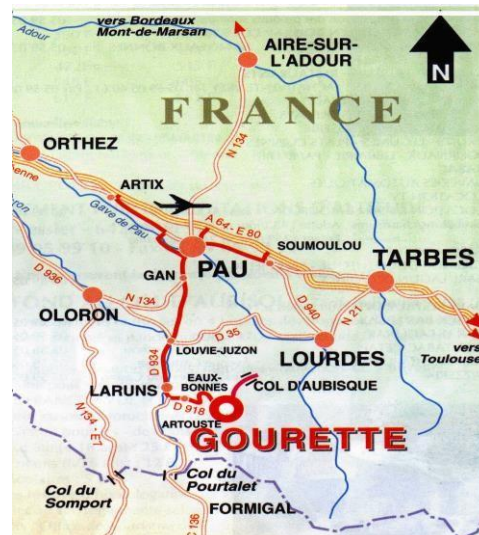 Adour
vers Bordeaux
Mont-de-Marsan
AIRE-SUR-
L'ADOUR
N
FRANCE
ORTHEZ
N 134
ARTIX
Gave de Pau
A 64 - E 80
SOUMOULOU
PAU
TARBES
GAN
D 936
N 134
D 940
N 21
OLORON
D 35
LOUVIE-JUZON
LOURDES
vers
Toulouse
D 934
EAUX-
BONNES
COL D'AUBISQUE
LARUNS
D 918
ARTOUSTE
GOURETTE
N134 - E7
Col du
Somport
Col du
Pourtalet
FORMIGAL
C 136